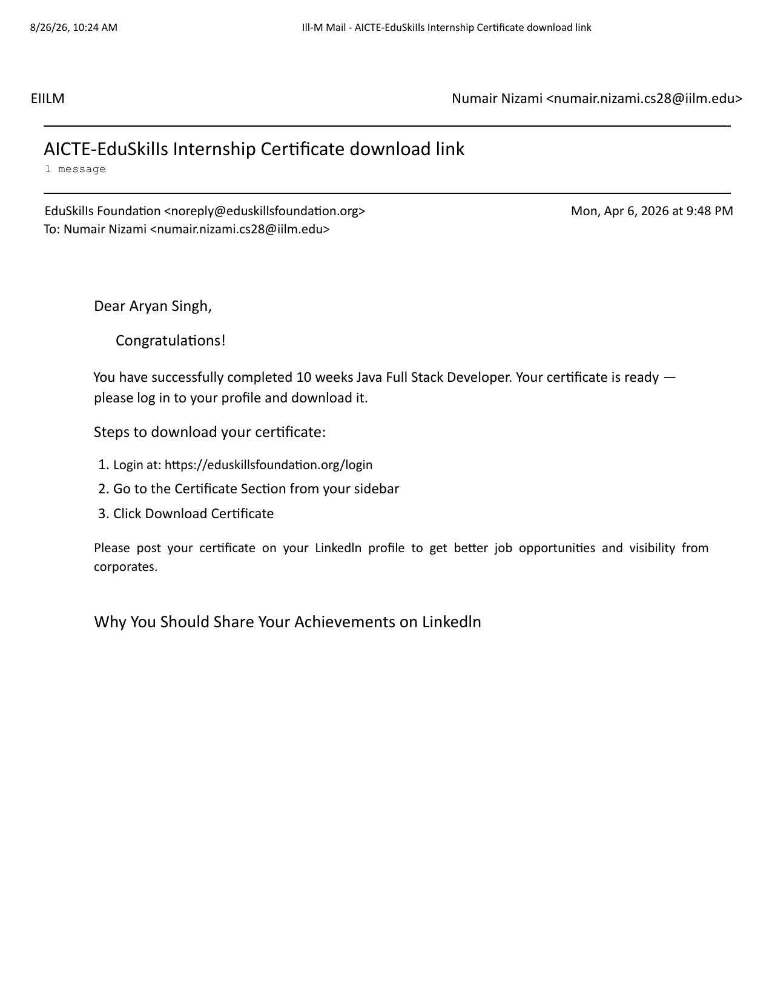 8/26/26, 10:24 AM
Ill-M Mail - AICTE-EduSkills Internship Certificate download link
EIILM
Numair Nizami <numair.nizami.cs28@iilm.edu>
AICTE-EduSkilIs Internship Certificate download link
1 message
EduSkilIs Foundation <noreply@eduskillsfoundation.org>
Mon, Apr 6, 2026 at 9:48 PM
To: Numair Nizami <numair.nizami.cs28@iilm.edu>
Dear Aryan Singh,
Congratulations!
You have successfully completed 10 weeks Java Full Stack Developer. Your certificate is ready —
please log in to your profile and download it.
Steps to download your certificate:
1. Login at: https://eduskillsfoundation.org/login
2. Go to the Certificate Section from your sidebar
3. Click Download Certificate
Please post your certificate on your Linkedln profile to get better job opportunities and visibility from
corporates.
Why You Should Share Your Achievements on Linkedln